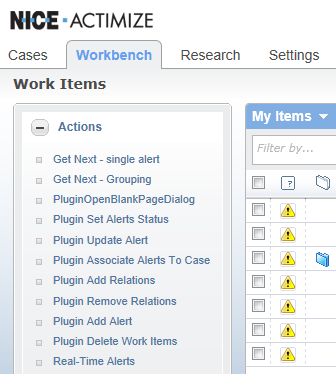 NICE ACTIMIZE
Cases Workbench Research Settings
Work Items
Actions
Get Next - single alert
Get Next - Grouping
PluginOpenBlankPageDialog
Plugin Set Alerts Status
Plugin Update Alert
Plugin Associate Alerts To Case
Plugin Add Relations
Plugin Remove Relations
Plugin Add Alert
Plugin Delete Work Items
Real-Time Alerts
My Items
Filter by...
?